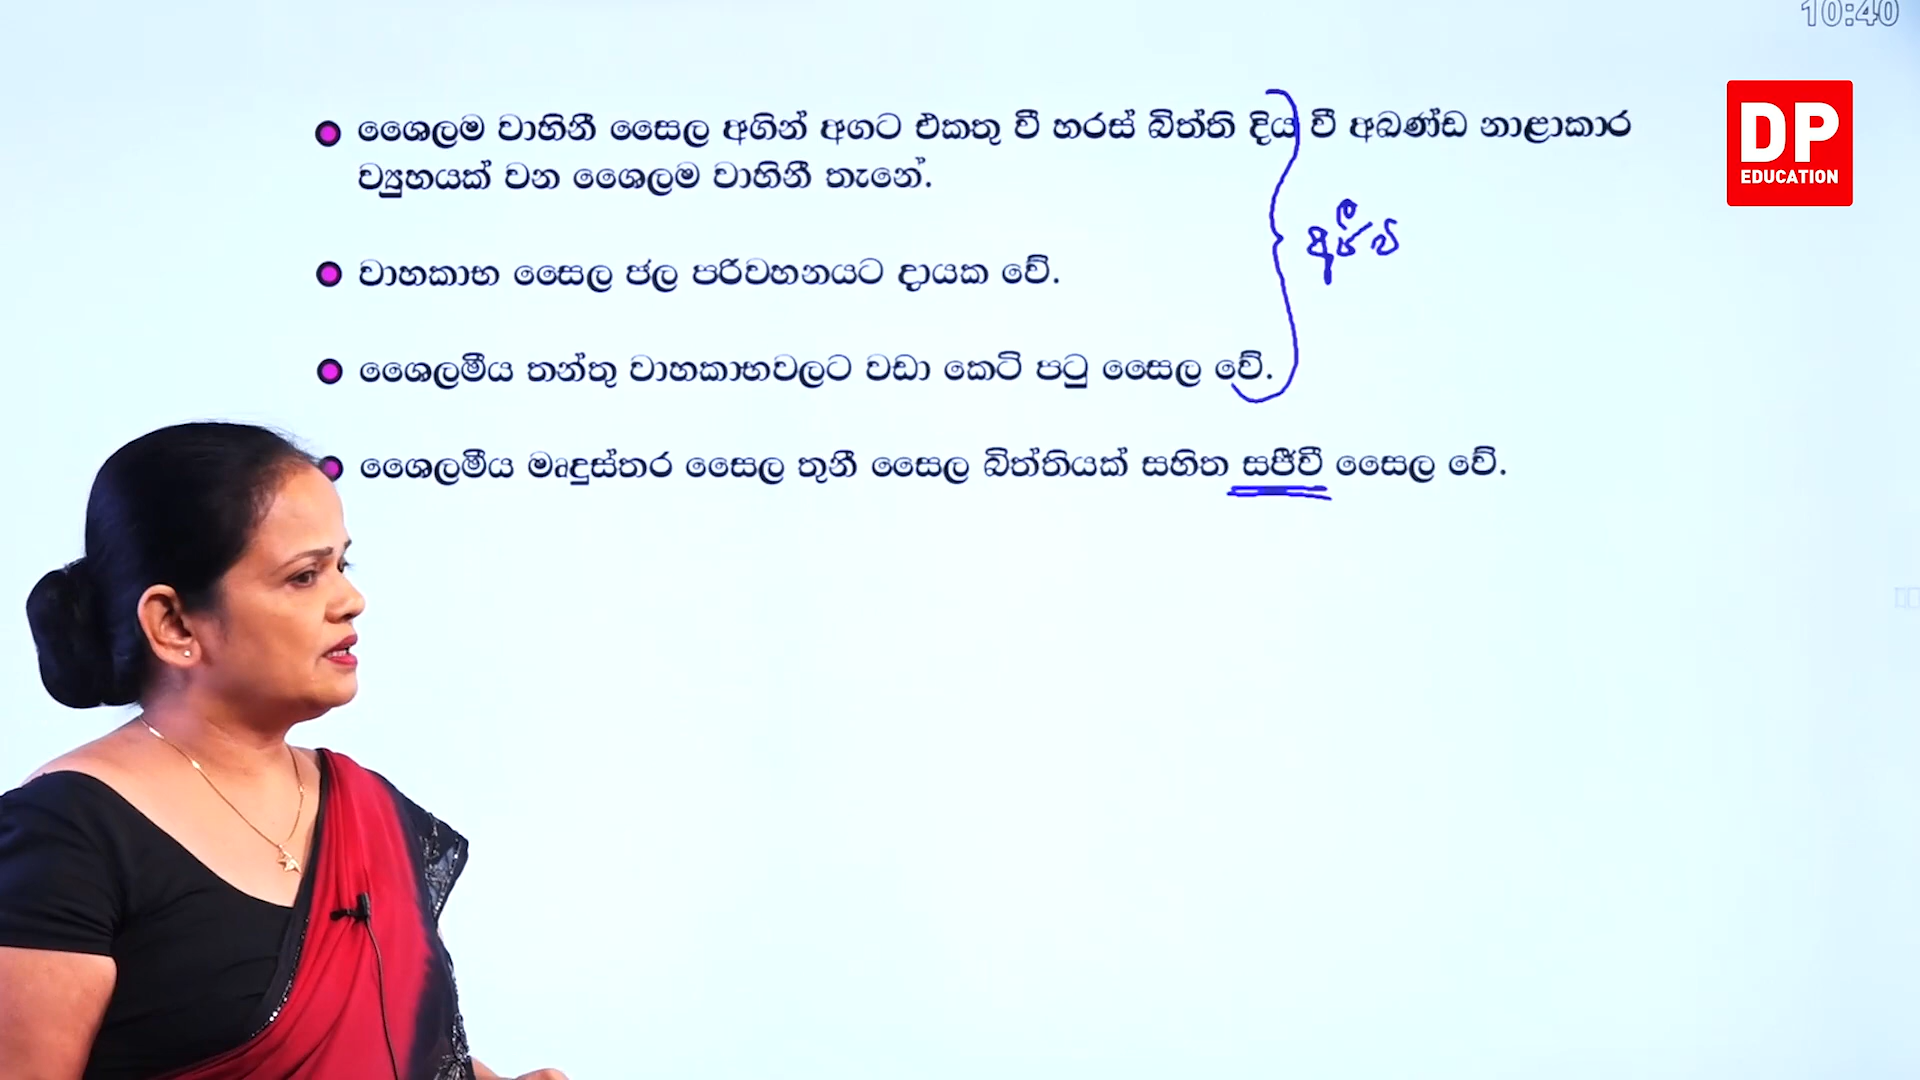 10:40
ශෛලම වාහිනී සෛල අගින් අගට එකතු වී හරස් බිත්ති දිය වී අඛණ්ඩ නාළාකාර
ව්‍යුහයක් වන ශෛලම වාහිනී තැනේ.
අජීව
වාහකාභ සෛල ජල පරිවහනයට දායක වේ.
ශෛලමීය තන්තු වාහකාභවලට වඩා කෙටි පටු සෛල වේ.
ශෛලමීය මෘදුස්තර සෛල තුනී සෛල බිත්තියක් සහිත සජීවී සෛල වේ.
DP
EDUCATION